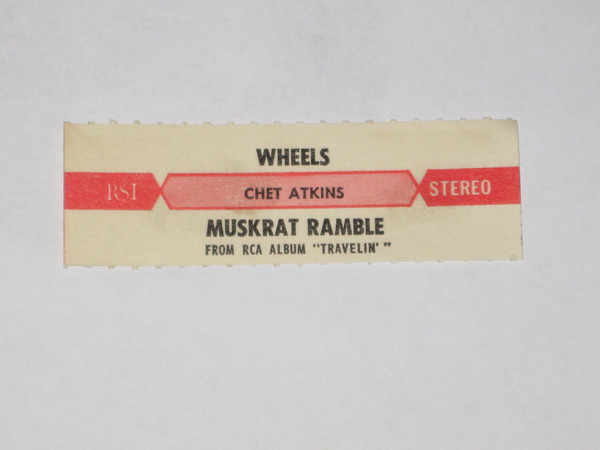 WHEELS
RSI CHET ATKINS STEREO
MUSKRAT RAMBLE
FROM RCA ALBUM "TRAVELIN' "